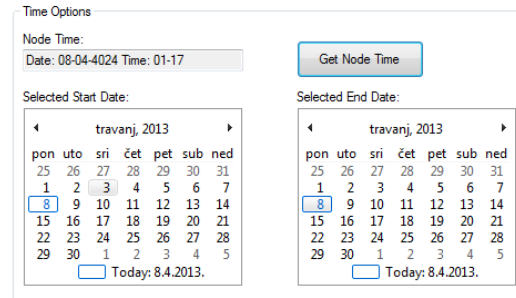 Time Options
Node Time:
Date: 08-04-4024 Time: 01-17
Get Node Time
Selected Start Date:
travanj, 2013
pon uto sri čet pet sub ned
25 26 27 28 29 30 31
1 2 3 4 5 6 7
8 9 10 11 12 13 14
15 16 17 18 19 20 21
22 23 24 25 26 27 28
29 30 1 2 3 4 5
Today: 8.4.2013.
Selected End Date:
travanj, 2013
pon uto sri čet pet sub ned
25 26 27 28 29 30 31
1 2 3 4 5 6 7
8 9 10 11 12 13 14
15 16 17 18 19 20 21
22 23 24 25 26 27 28
29 30 1 2 3 4 5
Today: 8.4.2013.